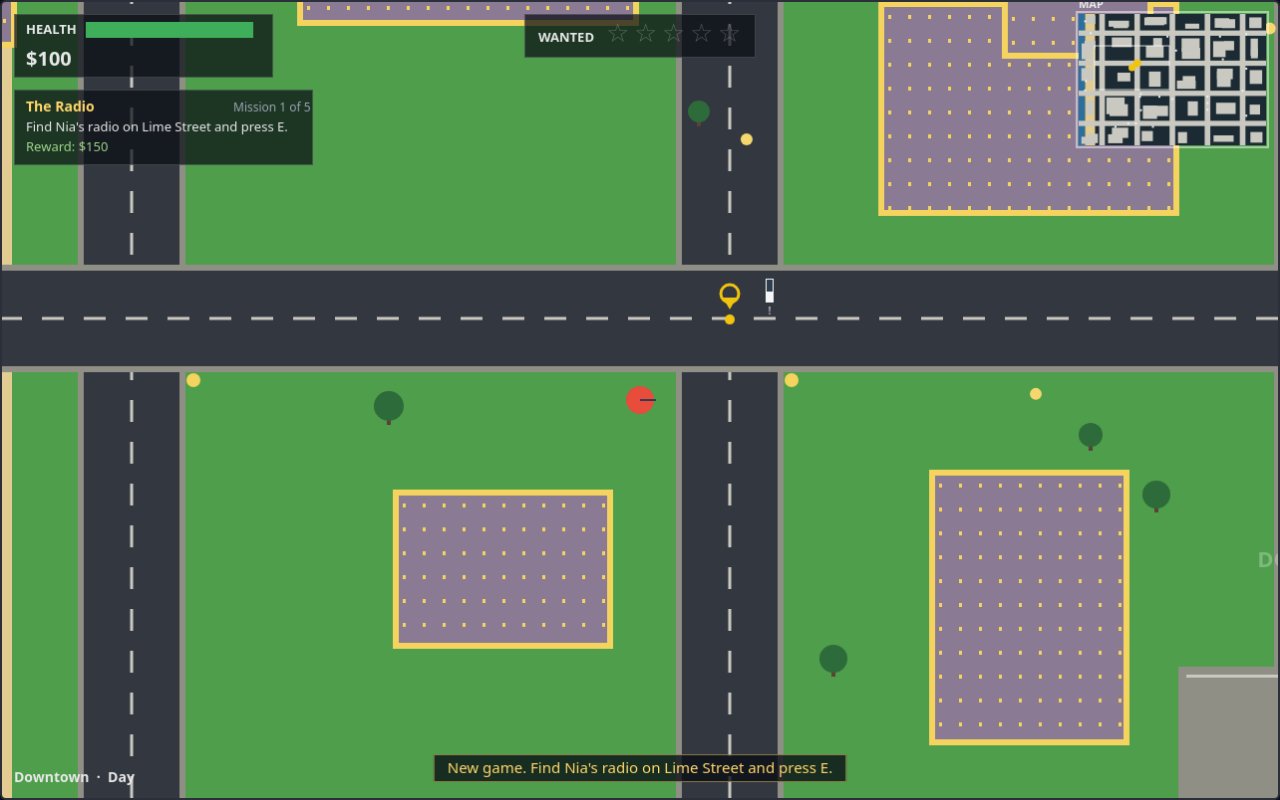 HEALTH
$100
WANTED ☆ ☆ ☆ ☆ ☆
MAP
The Radio
Mission 1 of 5
Find Nia's radio on Lime Street and press E.
Reward: $150
!
Downtown · Day
New game. Find Nia's radio on Lime Street and press E.